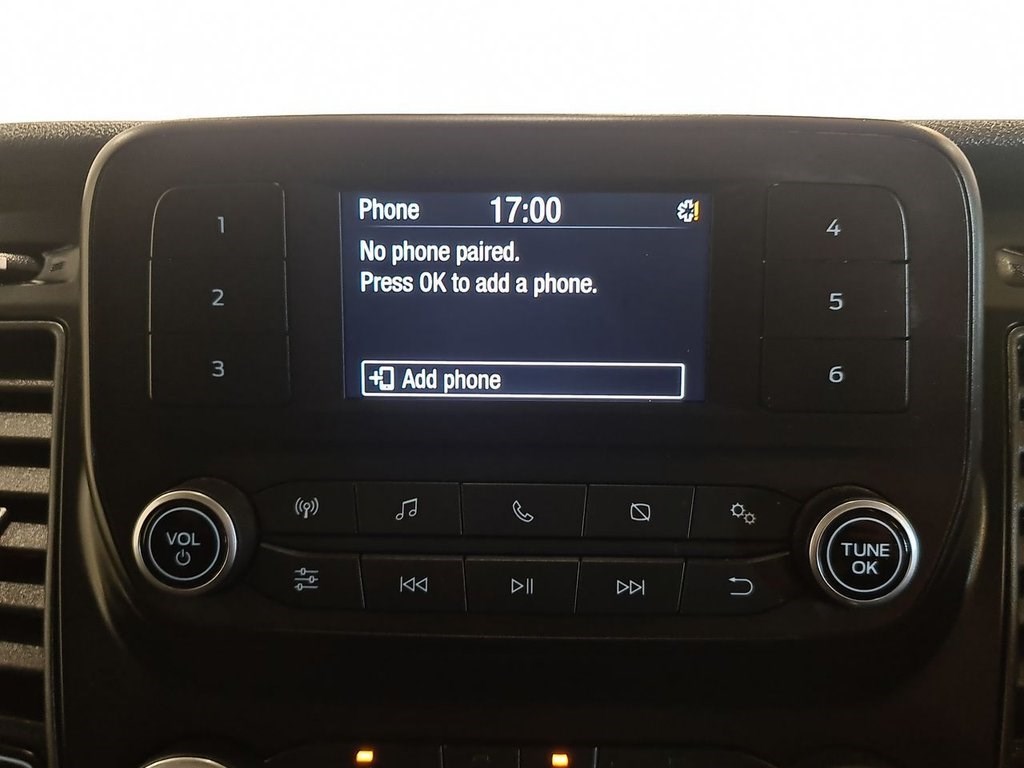 Phone 17:00
No phone paired.
Press OK to add a phone.
Add phone
1
2
3
4
5
6
VOL
TUNE
OK